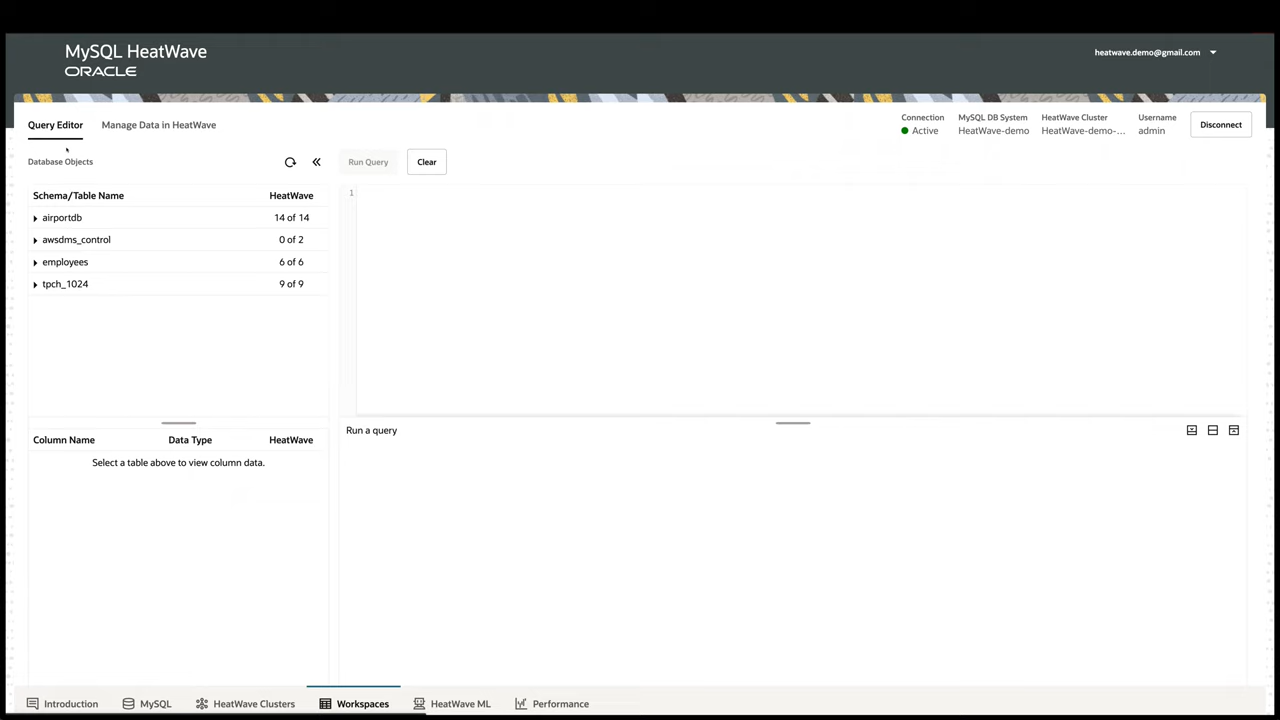 MySQL HeatWave
ORACLE
heatwave.demo@gmail.com
Query Editor Manage Data in HeatWave
Connection MySQL DB System HeatWave Cluster Username
Active HeatWave-demo HeatWave-demo-... admin
Disconnect
Database Objects
Run Query Clear
Schema/Table Name HeatWave
airportdb 14 of 14
awsdms_control 0 of 2
employees 6 of 6
tpch_1024 9 of 9
1
Column Name Data Type HeatWave
Select a table above to view column data.
Run a query
Introduction MySQL HeatWave Clusters Workspaces HeatWave ML Performance